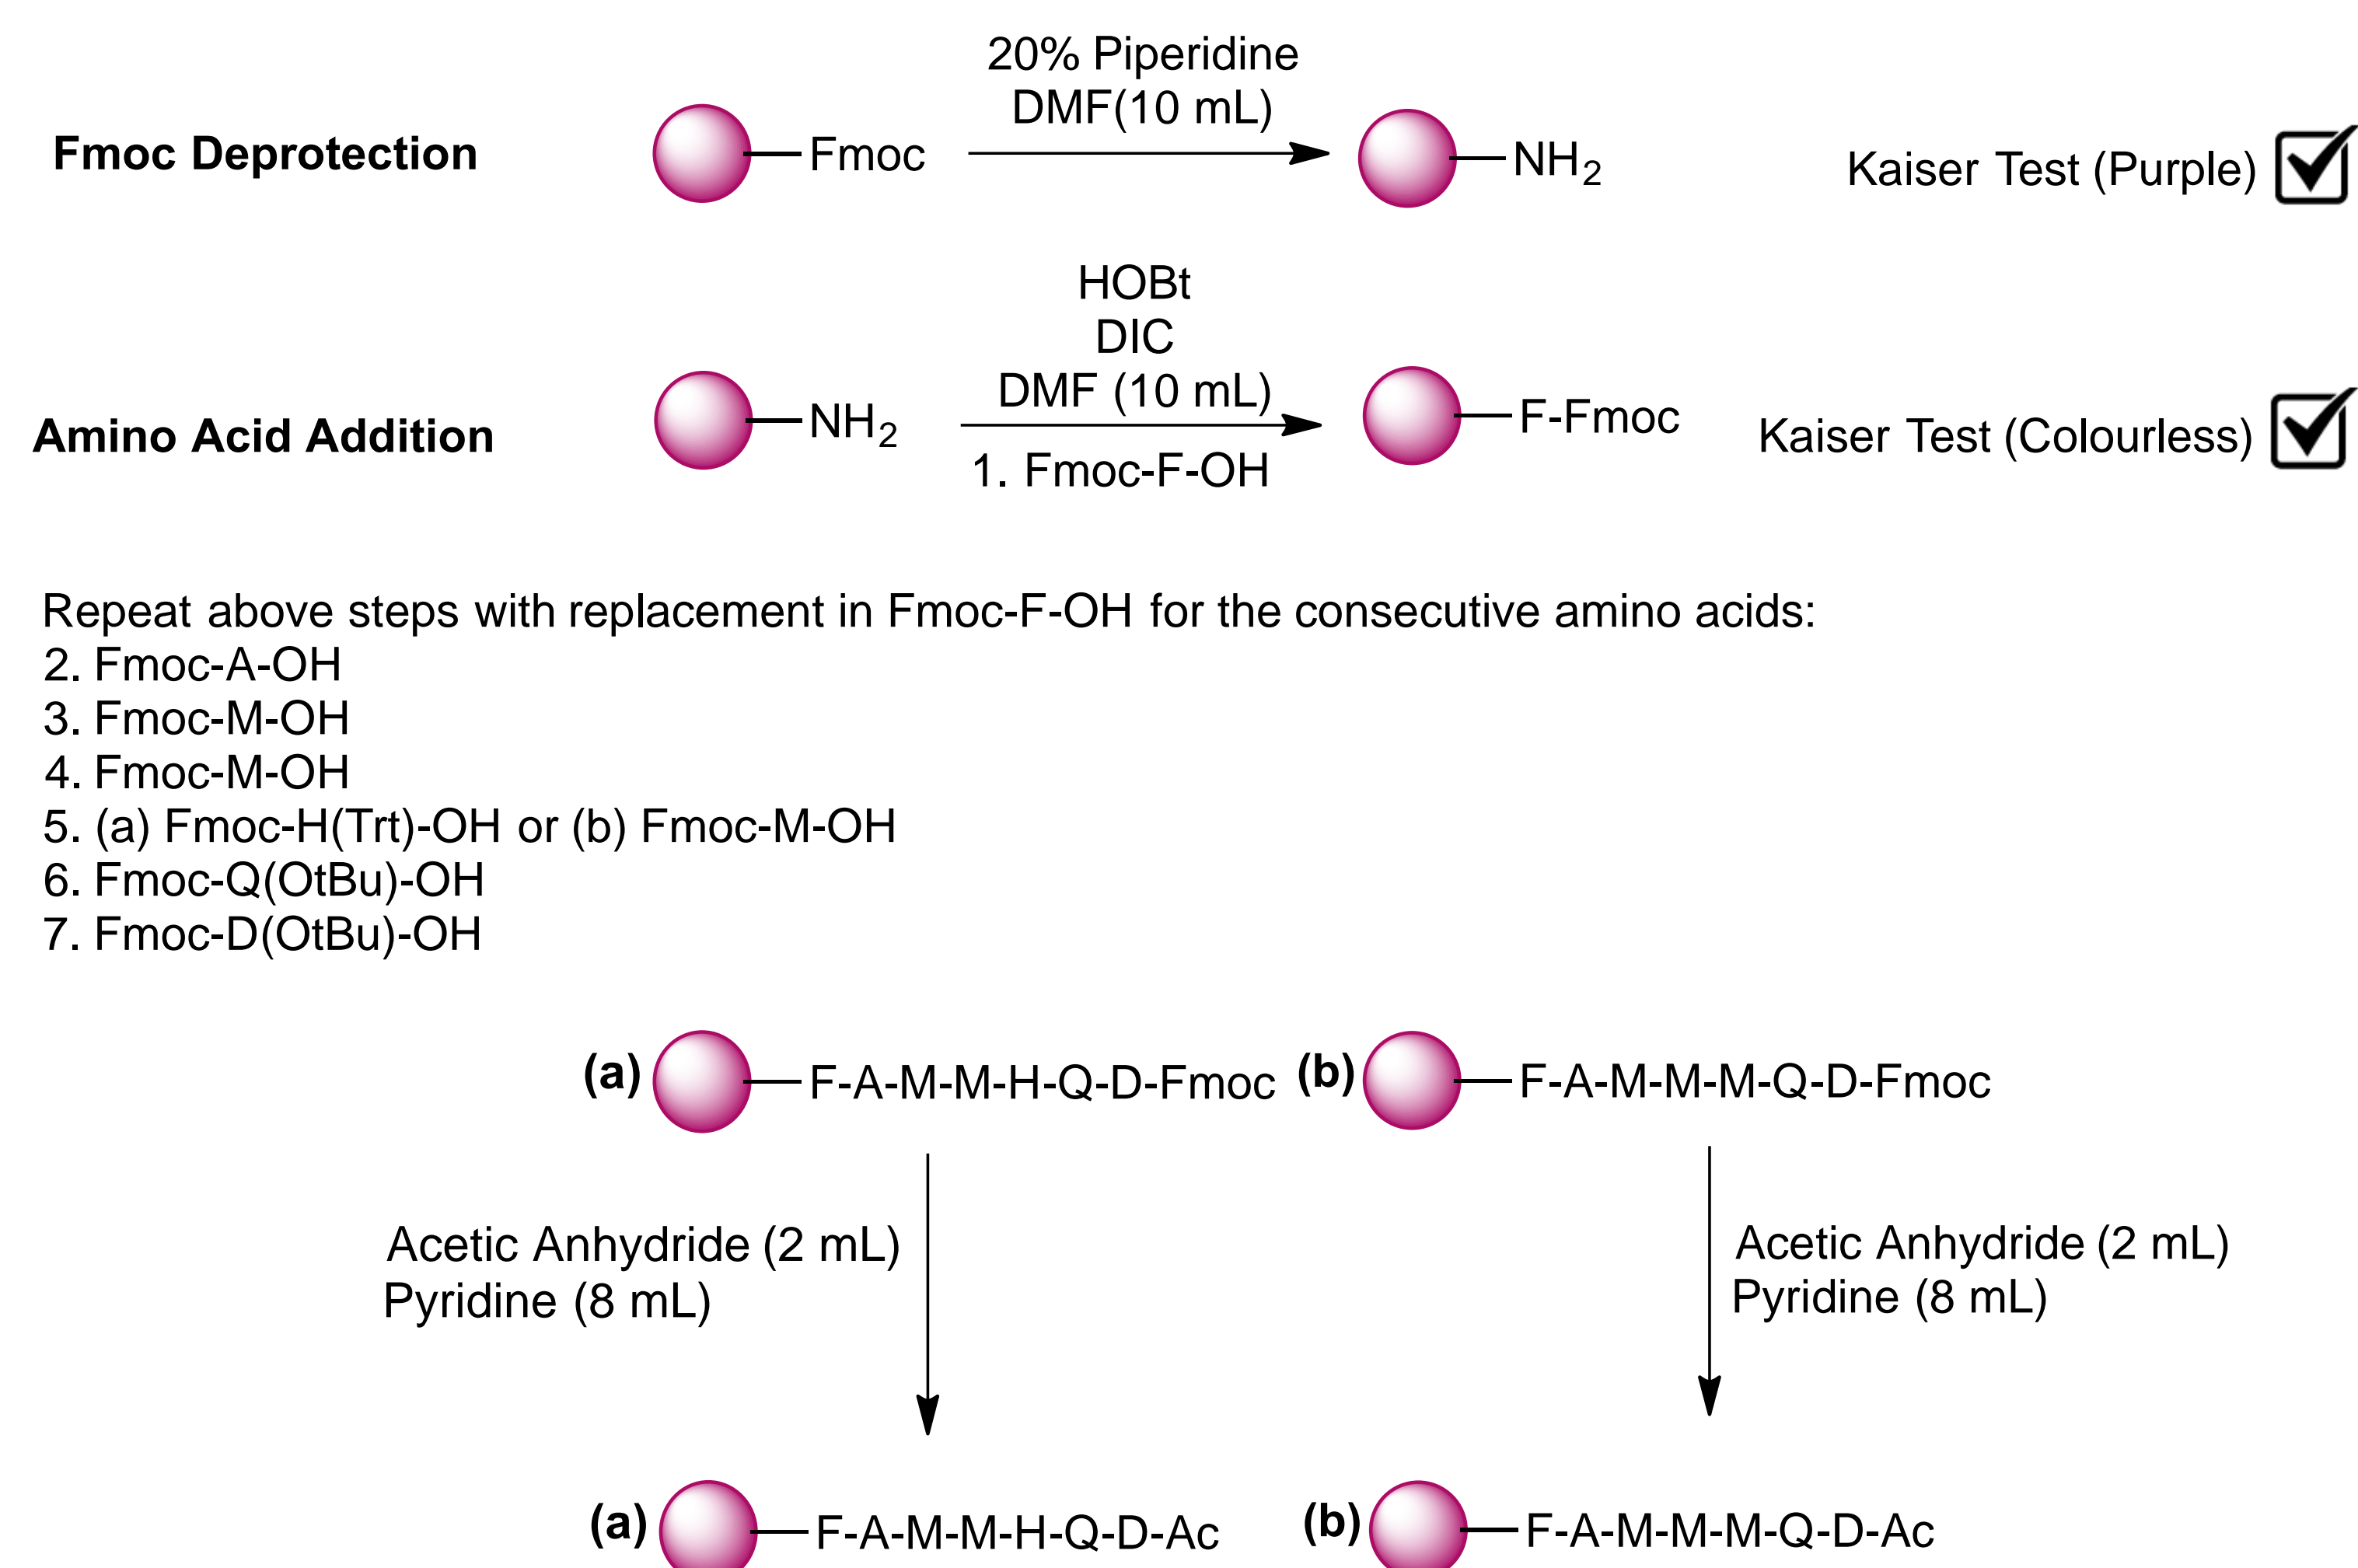 20% Piperidine
DMF(10 mL)
Fmoc Deprotection
Fmoc
NH2
Kaiser Test (Purple)
HOBt
DIC
DMF (10 mL)
Amino Acid Addition
NH2
F-Fmoc
Kaiser Test (Colourless)
1. Fmoc-F-OH
Repeat above steps with replacement in Fmoc-F-OH for the consecutive amino acids:
2. Fmoc-A-OH
3. Fmoc-M-OH
4. Fmoc-M-OH
5. (a) Fmoc-H(Trt)-OH or (b) Fmoc-M-OH
6. Fmoc-Q(OtBu)-OH
7. Fmoc-D(OtBu)-OH
(a) F-A-M-M-H-Q-D-Fmoc
(b) F-A-M-M-M-Q-D-Fmoc
Acetic Anhydride (2 mL)
Pyridine (8 mL)
Acetic Anhydride (2 mL)
Pyridine (8 mL)
(a) F-A-M-M-H-Q-D-Ac
(b) F-A-M-M-M-Q-D-Ac